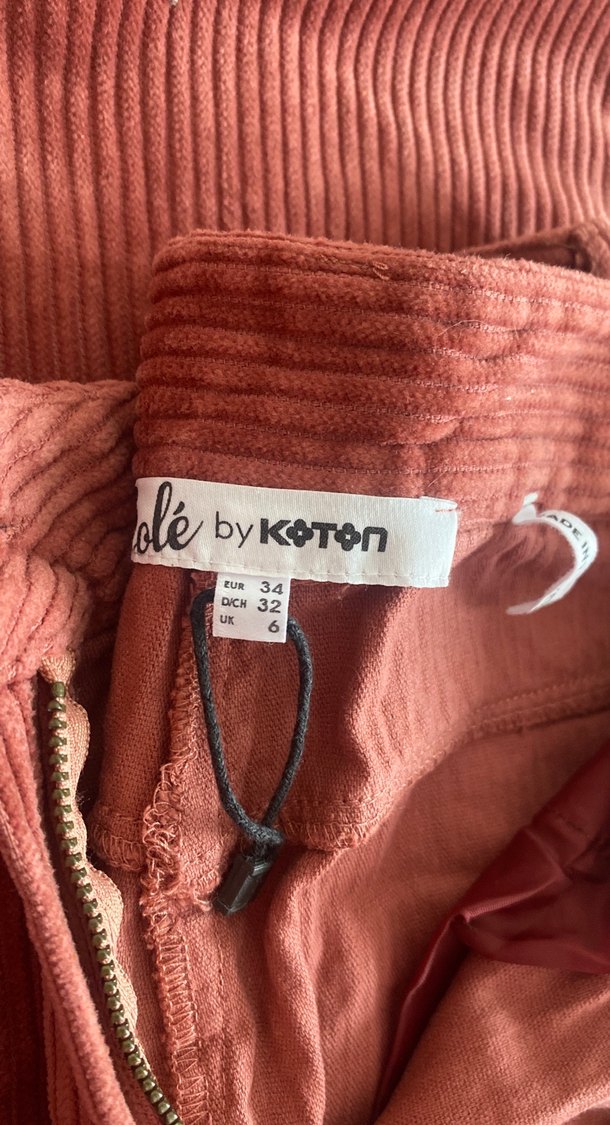 olé by KOTON
EUR 34
D/CH 32
UK 6
ADE IN